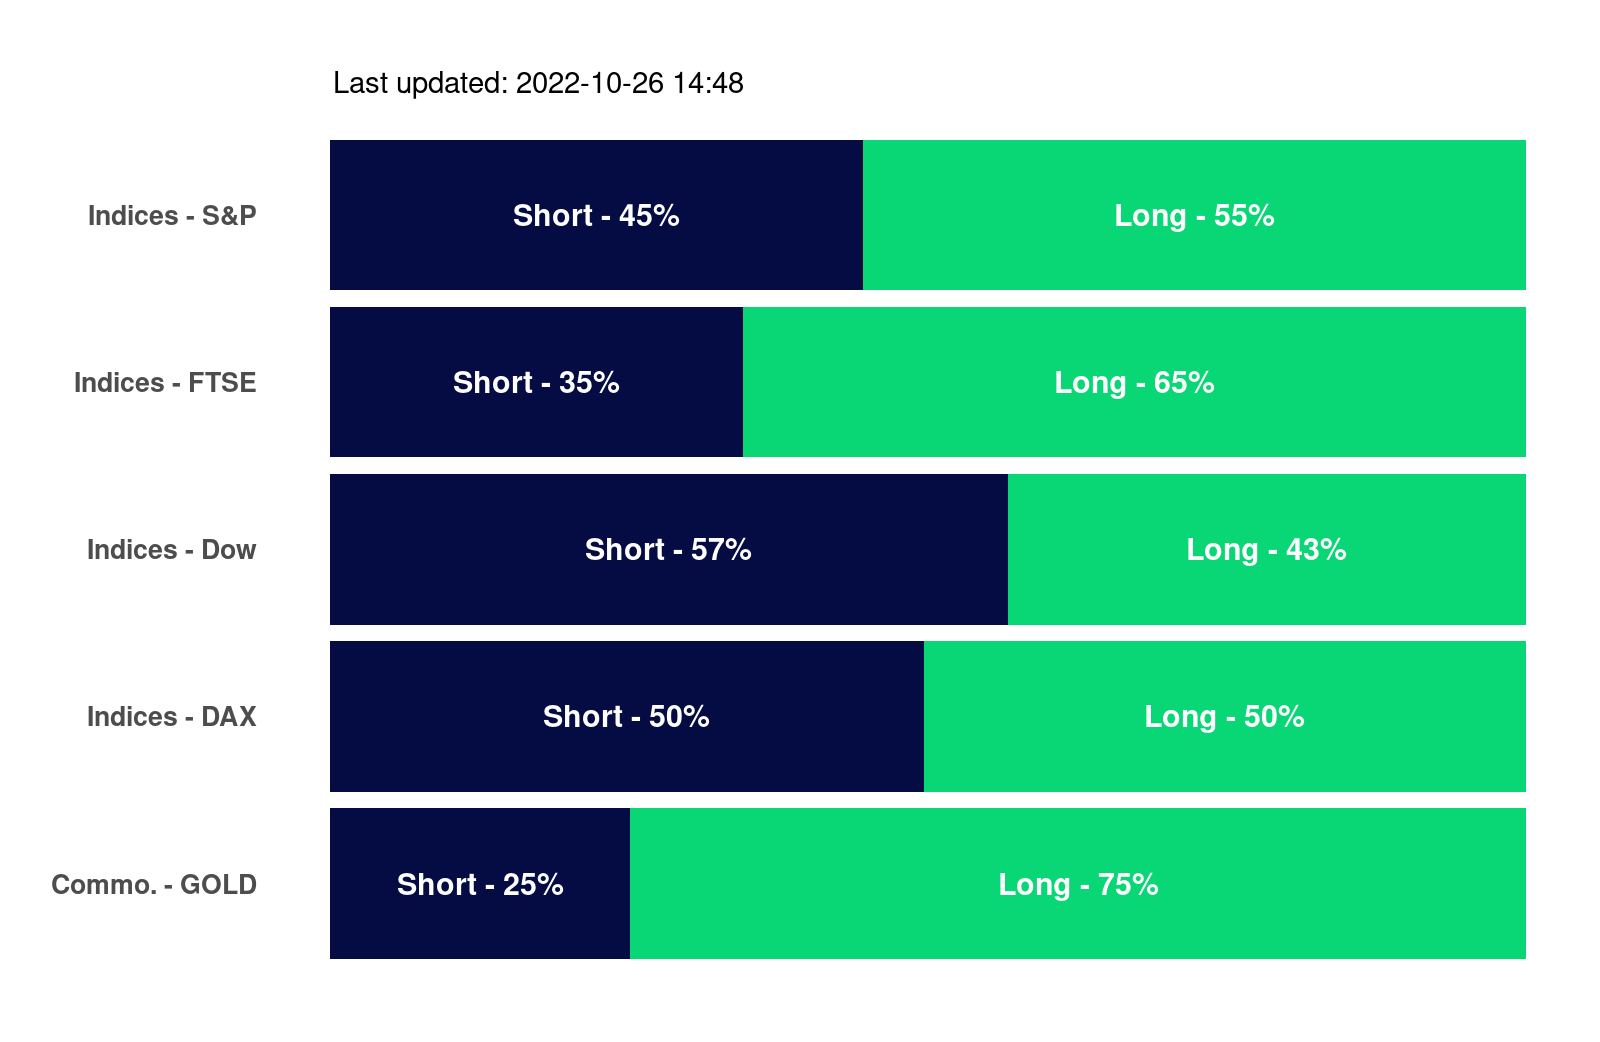 Last updated: 2022-10-26 14:48
Indices - S&P Short - 45% Long - 55%
Indices - FTSE Short - 35% Long - 65%
Indices - Dow Short - 57% Long - 43%
Indices - DAX Short - 50% Long - 50%
Commo. - GOLD Short - 25% Long - 75%